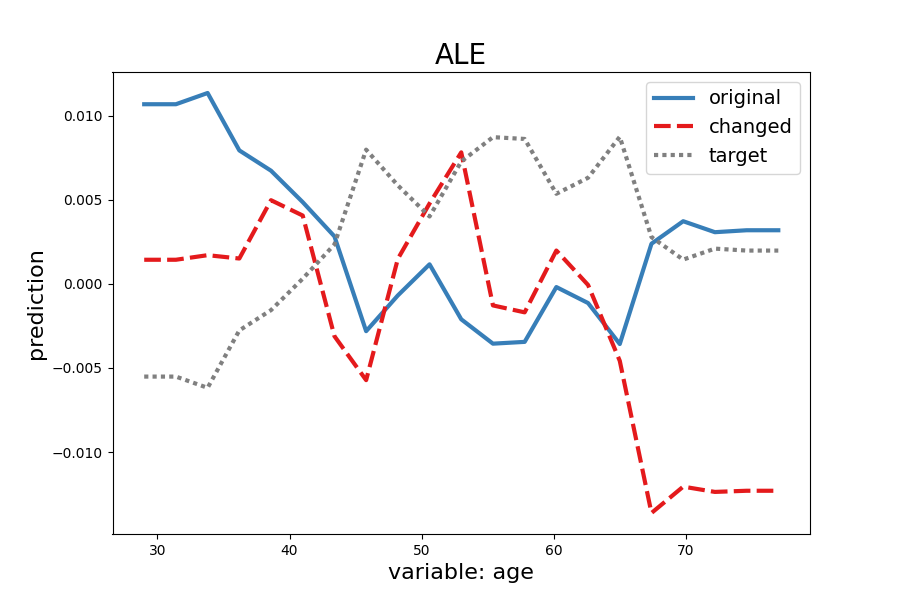 ALE
original
changed
target
0.010
0.005
0.000
−0.005
−0.010
prediction
30 40 50 60 70
variable: age